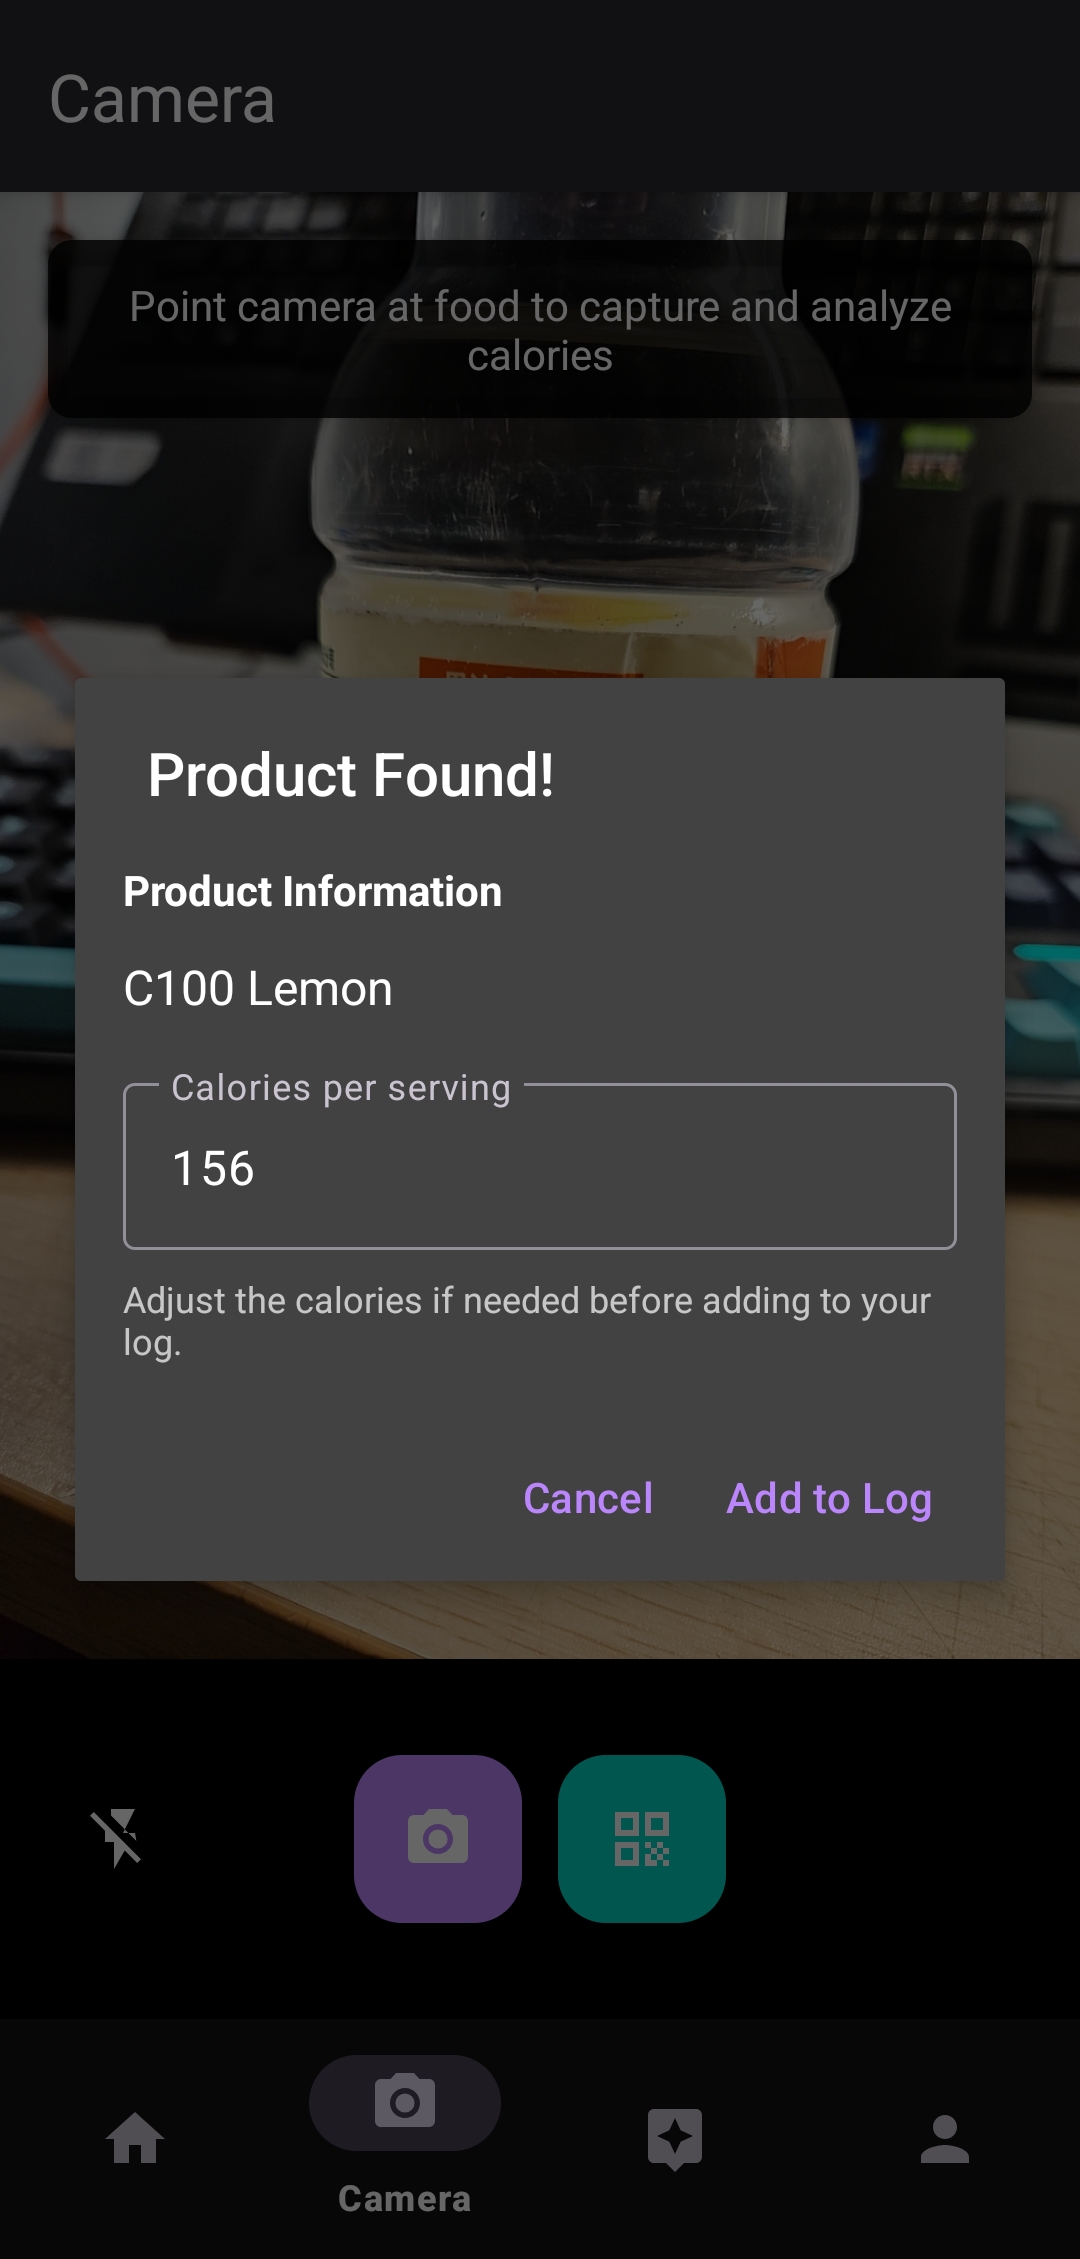 Camera
Point camera at food to capture and analyze
calories
Product Found!
Product Information
C100 Lemon
Calories per serving
156
Adjust the calories if needed before adding to your
log.
Cancel
Add to Log
Camera